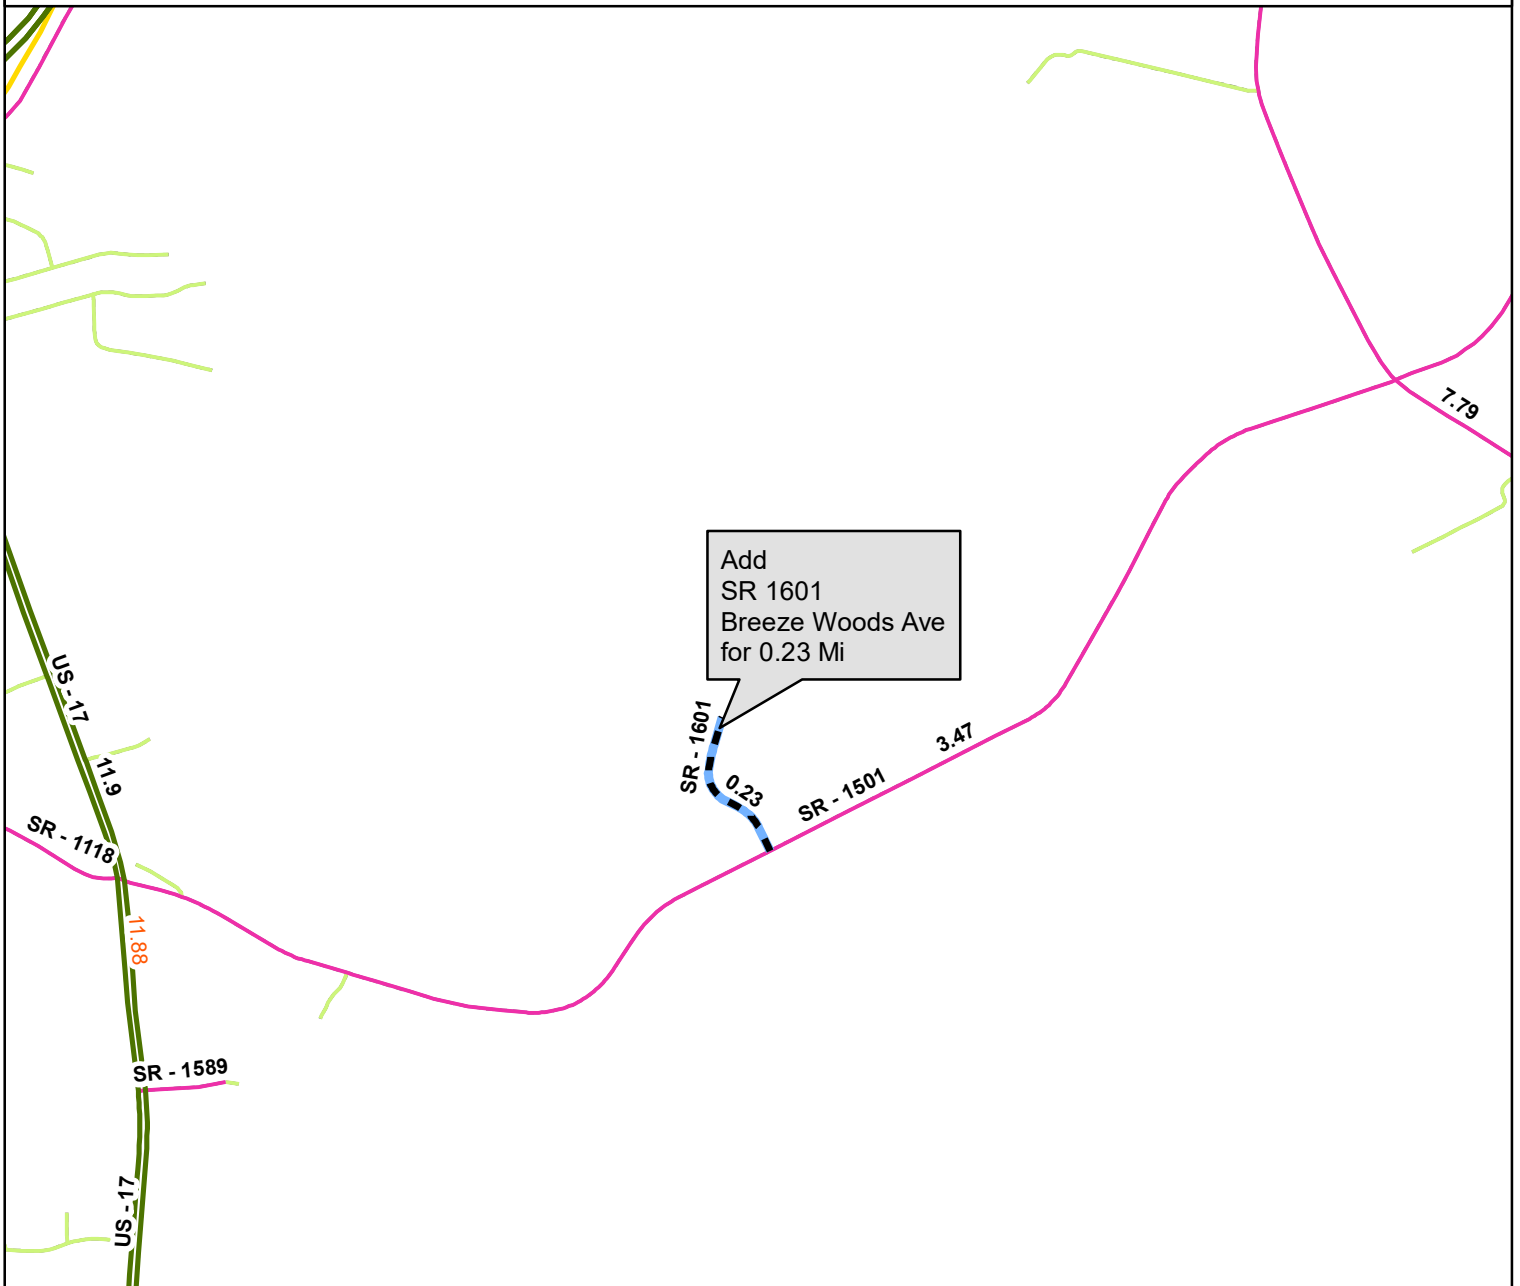 7.79
Add
SR 1601
Breeze Woods Ave
for 0.23 Mi
US - 17
SR - 1601
3.47
11.9
0.23
SR - 1501
SR - 1118
11.88
SR - 1589
US - 17